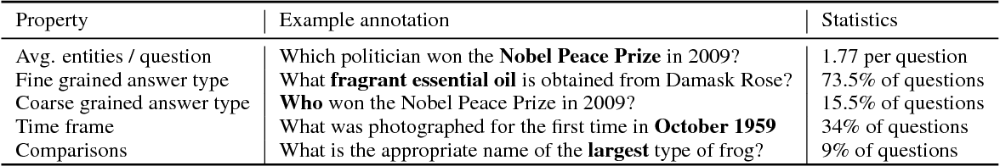 Property Example annotation Statistics
Avg. entities / question Which politician won the Nobel Peace Prize in 2009? 1.77 per question
Fine grained answer type What fragrant essential oil is obtained from Damask Rose? 73.5% of questions
Coarse grained answer type Who won the Nobel Peace Prize in 2009? 15.5% of questions
Time frame What was photographed for the first time in October 1959 34% of questions
Comparisons What is the appropriate name of the largest type of frog? 9% of questions